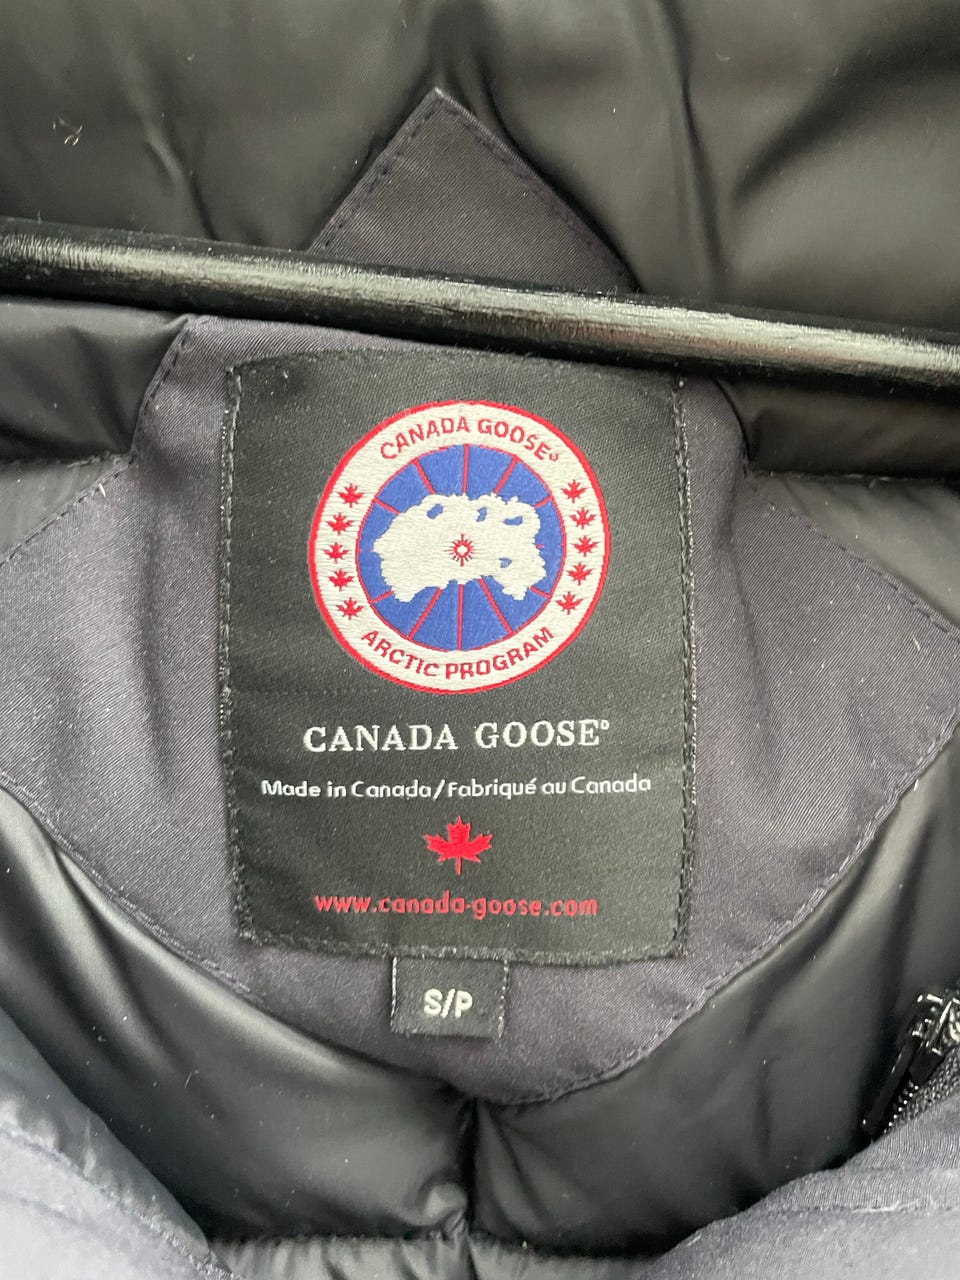 CANADA GOOSE®
ARCTIC PROGRAM
CANADA GOOSE®
Made in Canada/Fabriqué au Canada
www.canada-goose.com
S/P